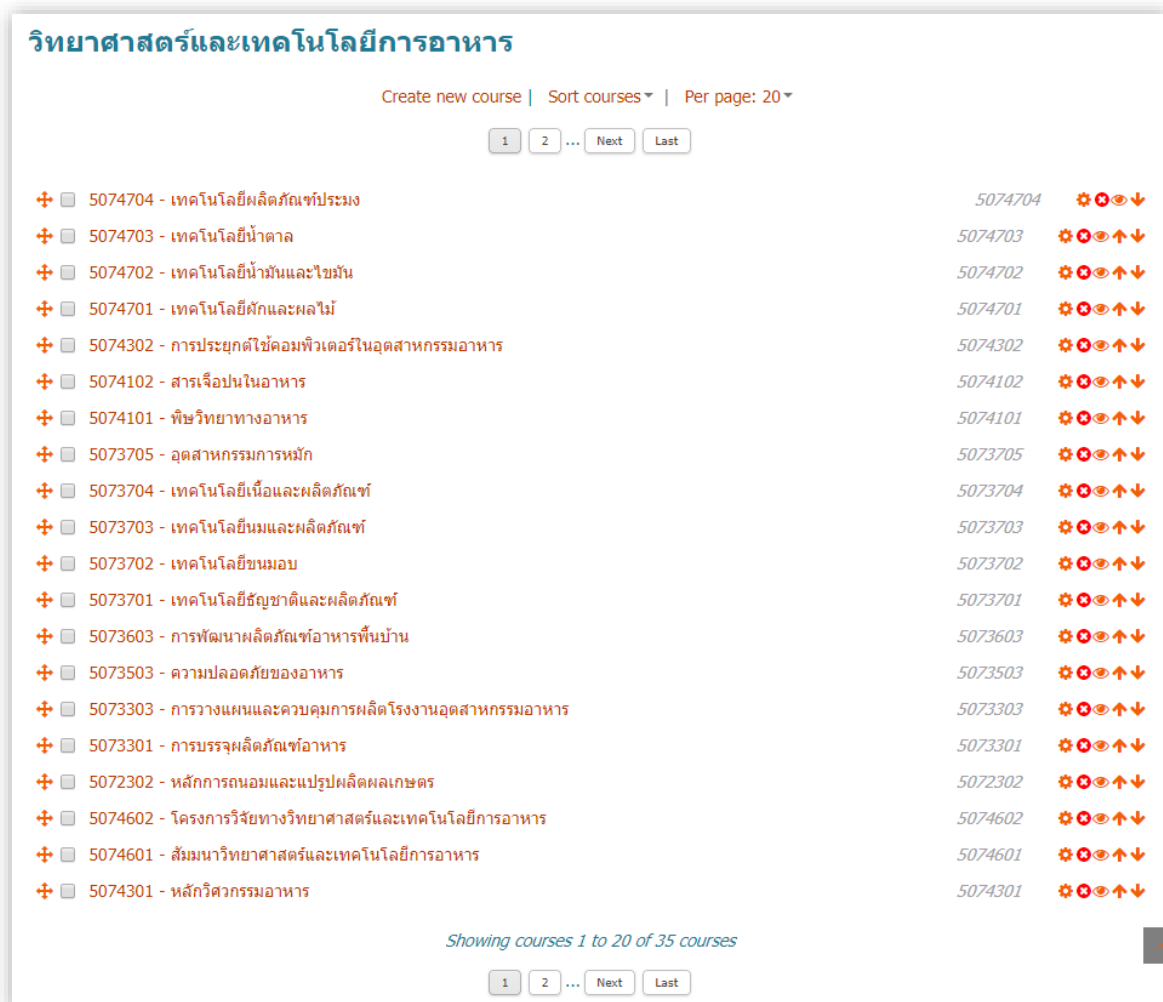 วิทยาศาสตร์และเทคโนโลยีการอาหาร
Create new course | Sort courses | Per page: 20
1 2 ... Next Last
5074704 - เทคโนโลยีผลิตภัณฑ์ประมง 5074704
5074703 - เทคโนโลยีน้ำตาล 5074703
5074702 - เทคโนโลยีน้ำมันและไขมัน 5074702
5074701 - เทคโนโลยีผักและผลไม้ 5074701
5074302 - การประยุกต์ใช้คอมพิวเตอร์ในอุตสาหกรรมอาหาร 5074302
5074102 - สารเจือปนในอาหาร 5074102
5074101 - พิษวิทยาทางอาหาร 5074101
5073705 - อุตสาหกรรมการหมัก 5073705
5073704 - เทคโนโลยีเนื้อและผลิตภัณฑ์ 5073704
5073703 - เทคโนโลยีนมและผลิตภัณฑ์ 5073703
5073702 - เทคโนโลยีขนมอบ 5073702
5073701 - เทคโนโลยีธัญชาติและผลิตภัณฑ์ 5073701
5073603 - การพัฒนาผลิตภัณฑ์อาหารพื้นบ้าน 5073603
5073503 - ความปลอดภัยของอาหาร 5073503
5073303 - การวางแผนและควบคุมการผลิตโรงงานอุตสาหกรรมอาหาร 5073303
5073301 - การบรรจุผลิตภัณฑ์อาหาร 5073301
5072302 - หลักการถนอมและแปรูปผลิตผลเกษตร 5072302
5074602 - โครงการวิจัยทางวิทยาศาสตร์และเทคโนโลยีการอาหาร 5074602
5074601 - สัมมนาวิทยาศาสตร์และเทคโนโลยีการอาหาร 5074601
5074301 - หลักวิศวกรรมอาหาร 5074301
Showing courses 1 to 20 of 35 courses
1 2 ... Next Last